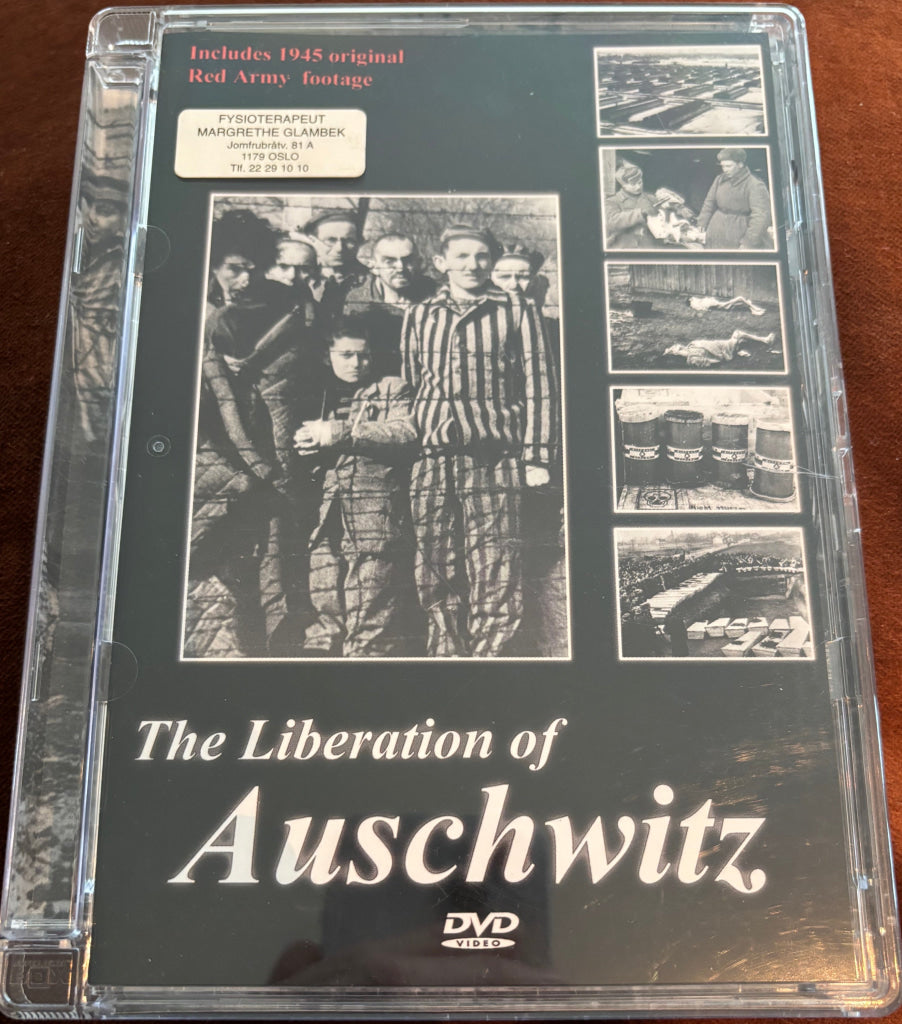 Includes 1945 original
Red Army footage
FYSIOTERAPEUT
MARGRETHE GLAMBEK
Jomfrubråtv. 81 A
1179 OSLO
Tlf. 22 29 10 10
The Liberation of
Auschwitz
DVD
VIDEO